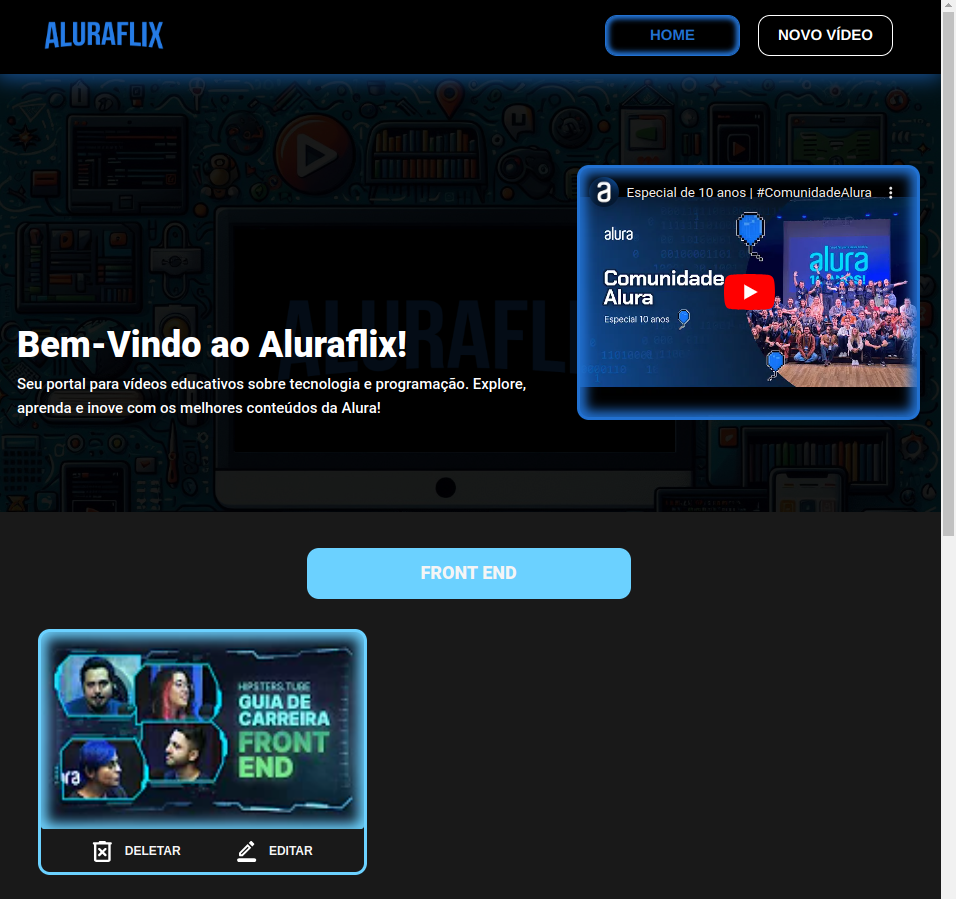 ALURAFLIX
HOME
NOVO VÍDEO
a
Especial de 10 anos | #ComunidadeAlura
alura
Comunidade
Alura
Especial 10 anos
alura
ALURAFLIX
Bem-Vindo ao Aluraflix!
Seu portal para vídeos educativos sobre tecnologia e programação. Explore,
aprenda e inove com os melhores conteúdos da Alura!
FRONT END
HIPSTERS.TUBE
GUIA DE
CARREIRA
FRONT
END
DELETAR
EDITAR